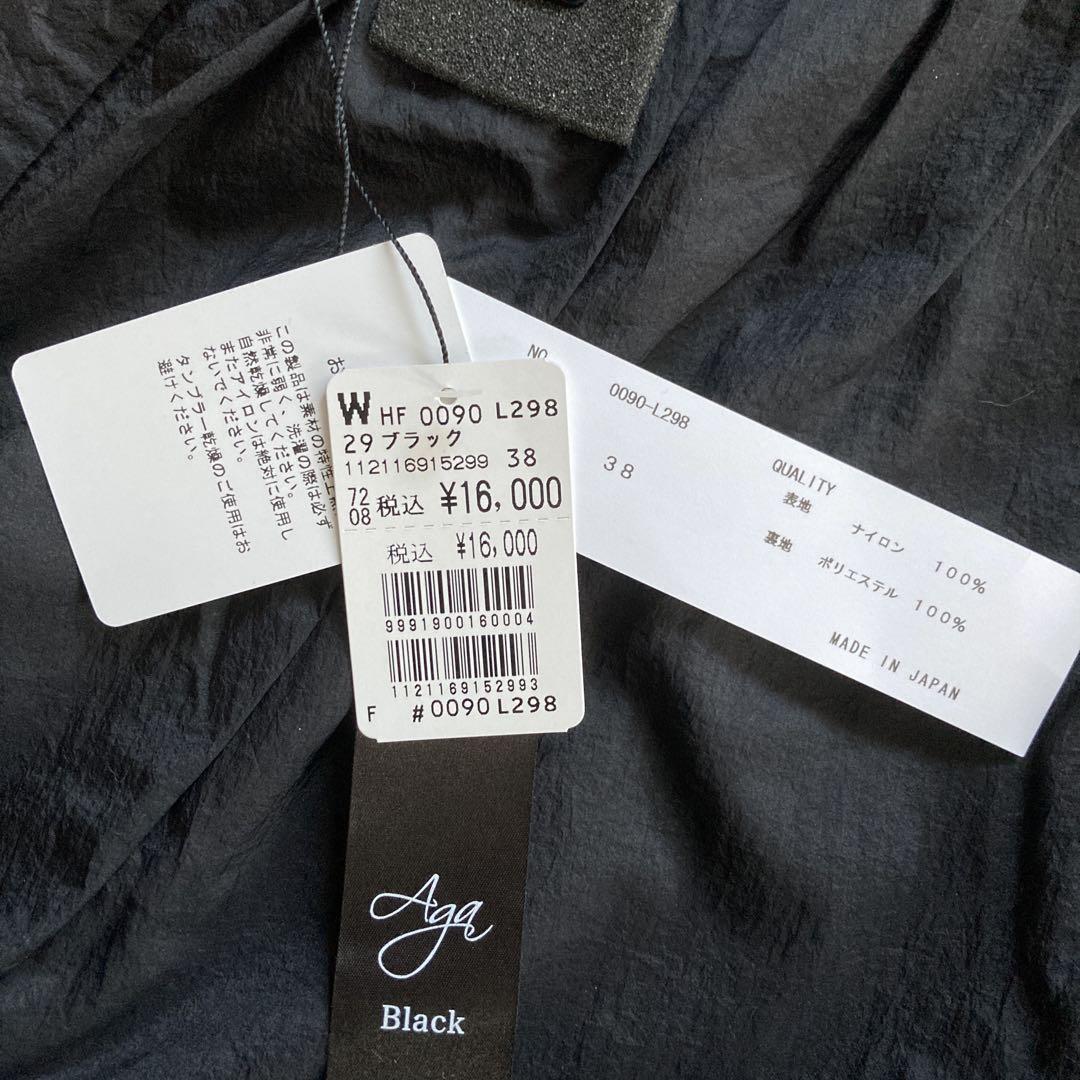 お
この製品は素材の特性上
非常に弱く、洗濯の際は必ず
自然乾燥してください。
またアイロンは絶対に使用し
ないでください。
タンブラー乾燥のご使用はお
避けください。
W HF 0090 L298
29 ブラック
112116915299 38
72
08 税込 ¥16,000
税込 ¥16,000
9991900160004
1121169152993
F #0090 L298
NO
0090-L298
38
QUALITY
表地 ナイロン 100%
裏地 ポリエステル 100%
MADE IN JAPAN
Aga
Black